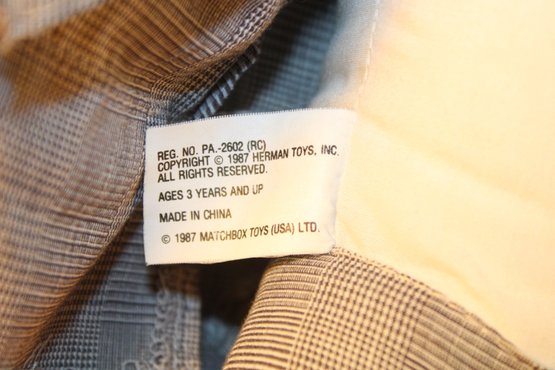 REG. NO. PA.-2602 (RC)
COPYRIGHT © 1987 HERMAN TOYS, INC.
ALL RIGHTS RESERVED.
AGES 3 YEARS AND UP
MADE IN CHINA
© 1987 MATCHBOX TOYS (USA) LTD.